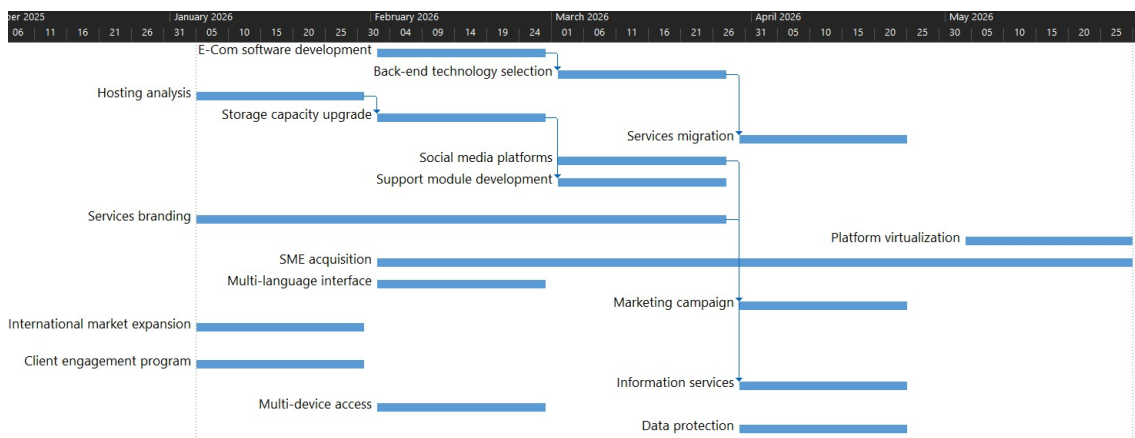 ber 2025 January 2026 February 2026 March 2026 April 2026 May 2026
06 11 16 21 26 31 05 10 15 20 25 30 04 09 14 19 24 01 06 11 16 21 26 31 05 10 15 20 25 30 05 10 15 20 25
E-Com software development
Back-end technology selection
Hosting analysis
Storage capacity upgrade
Services migration
Social media platforms
Support module development
Services branding
Platform virtualization
SME acquisition
Multi-language interface
Marketing campaign
International market expansion
Client engagement program
Information services
Multi-device access
Data protection